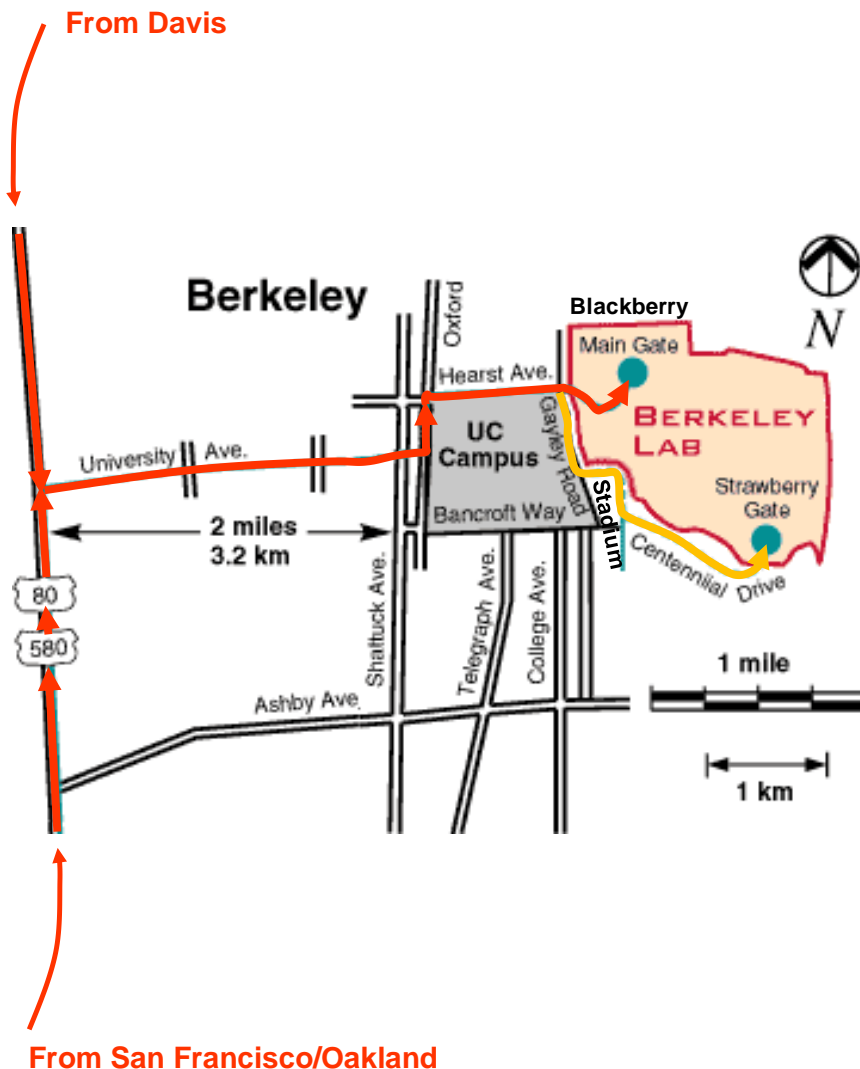 From Davis
Berkeley
Oxford
Blackberry
N
Main Gate
Hearst Ave.
BERKELEY
LAB
UC
Campus
Gayley Road
University Ave.
Stadium
Strawberry
Gate
Bancroft Way
2 miles
3.2 km
Centennial Drive
80
580
Shattuck Ave.
Telegraph Ave.
College Ave.
1 mile
Ashby Ave.
1 km
From San Francisco/Oakland